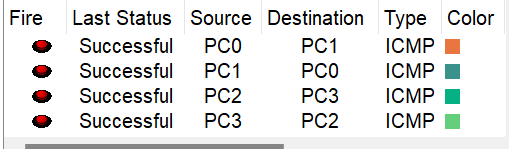 Fire Last Status Source Destination Type Color
Successful PC0 PC1 ICMP
Successful PC1 PC0 ICMP
Successful PC2 PC3 ICMP
Successful PC3 PC2 ICMP